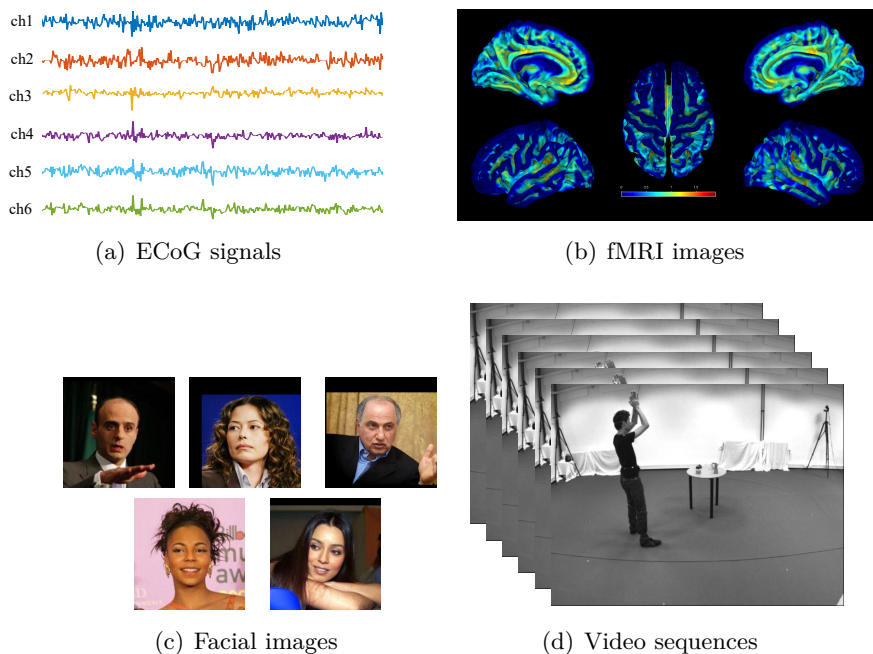 ch1
ch2
ch3
ch4
ch5
ch6
(a) ECoG signals
(b) fMRI images
(c) Facial images
(d) Video sequences